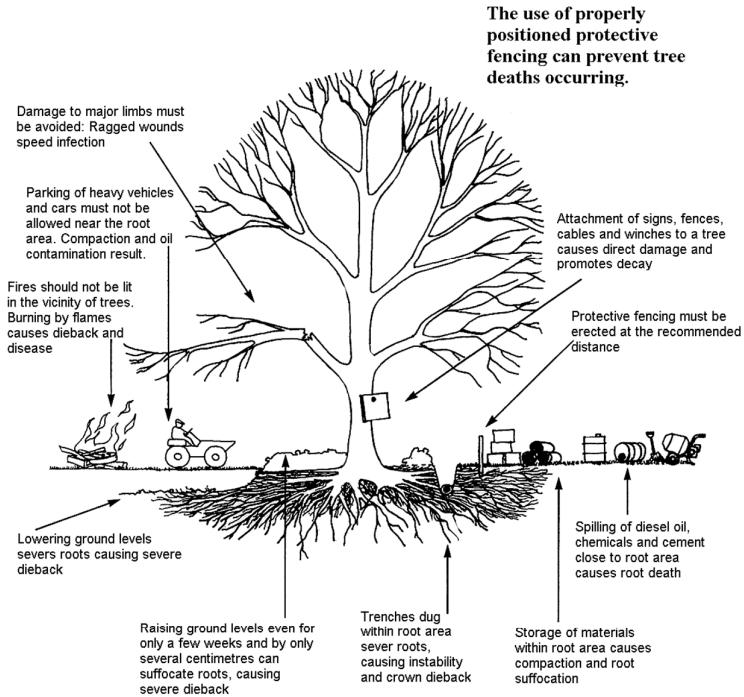 The use of properly
positioned protective
fencing can prevent tree
deaths occurring.
Damage to major limbs must
be avoided: Ragged wounds
speed infection
Parking of heavy vehicles
and cars must not be
allowed near the root
area. Compaction and oil
contamination result.
Fires should not be lit
in the vicinity of trees.
Burning by flames
causes dieback and
disease
Attachment of signs, fences,
cables and winches to a tree
causes direct damage and
promotes decay
Protective fencing must be
erected at the recommended
distance
Lowering ground levels
severs roots causing severe
dieback
Raising ground levels even for
only a few weeks and by only
several centimetres can
suffocate roots, causing
severe dieback
Trenches dug
within root area
sever roots,
causing instability
and crown dieback
Storage of materials
within root area causes
compaction and root
suffocation
Spilling of diesel oil,
chemicals and cement
close to root area
causes root death